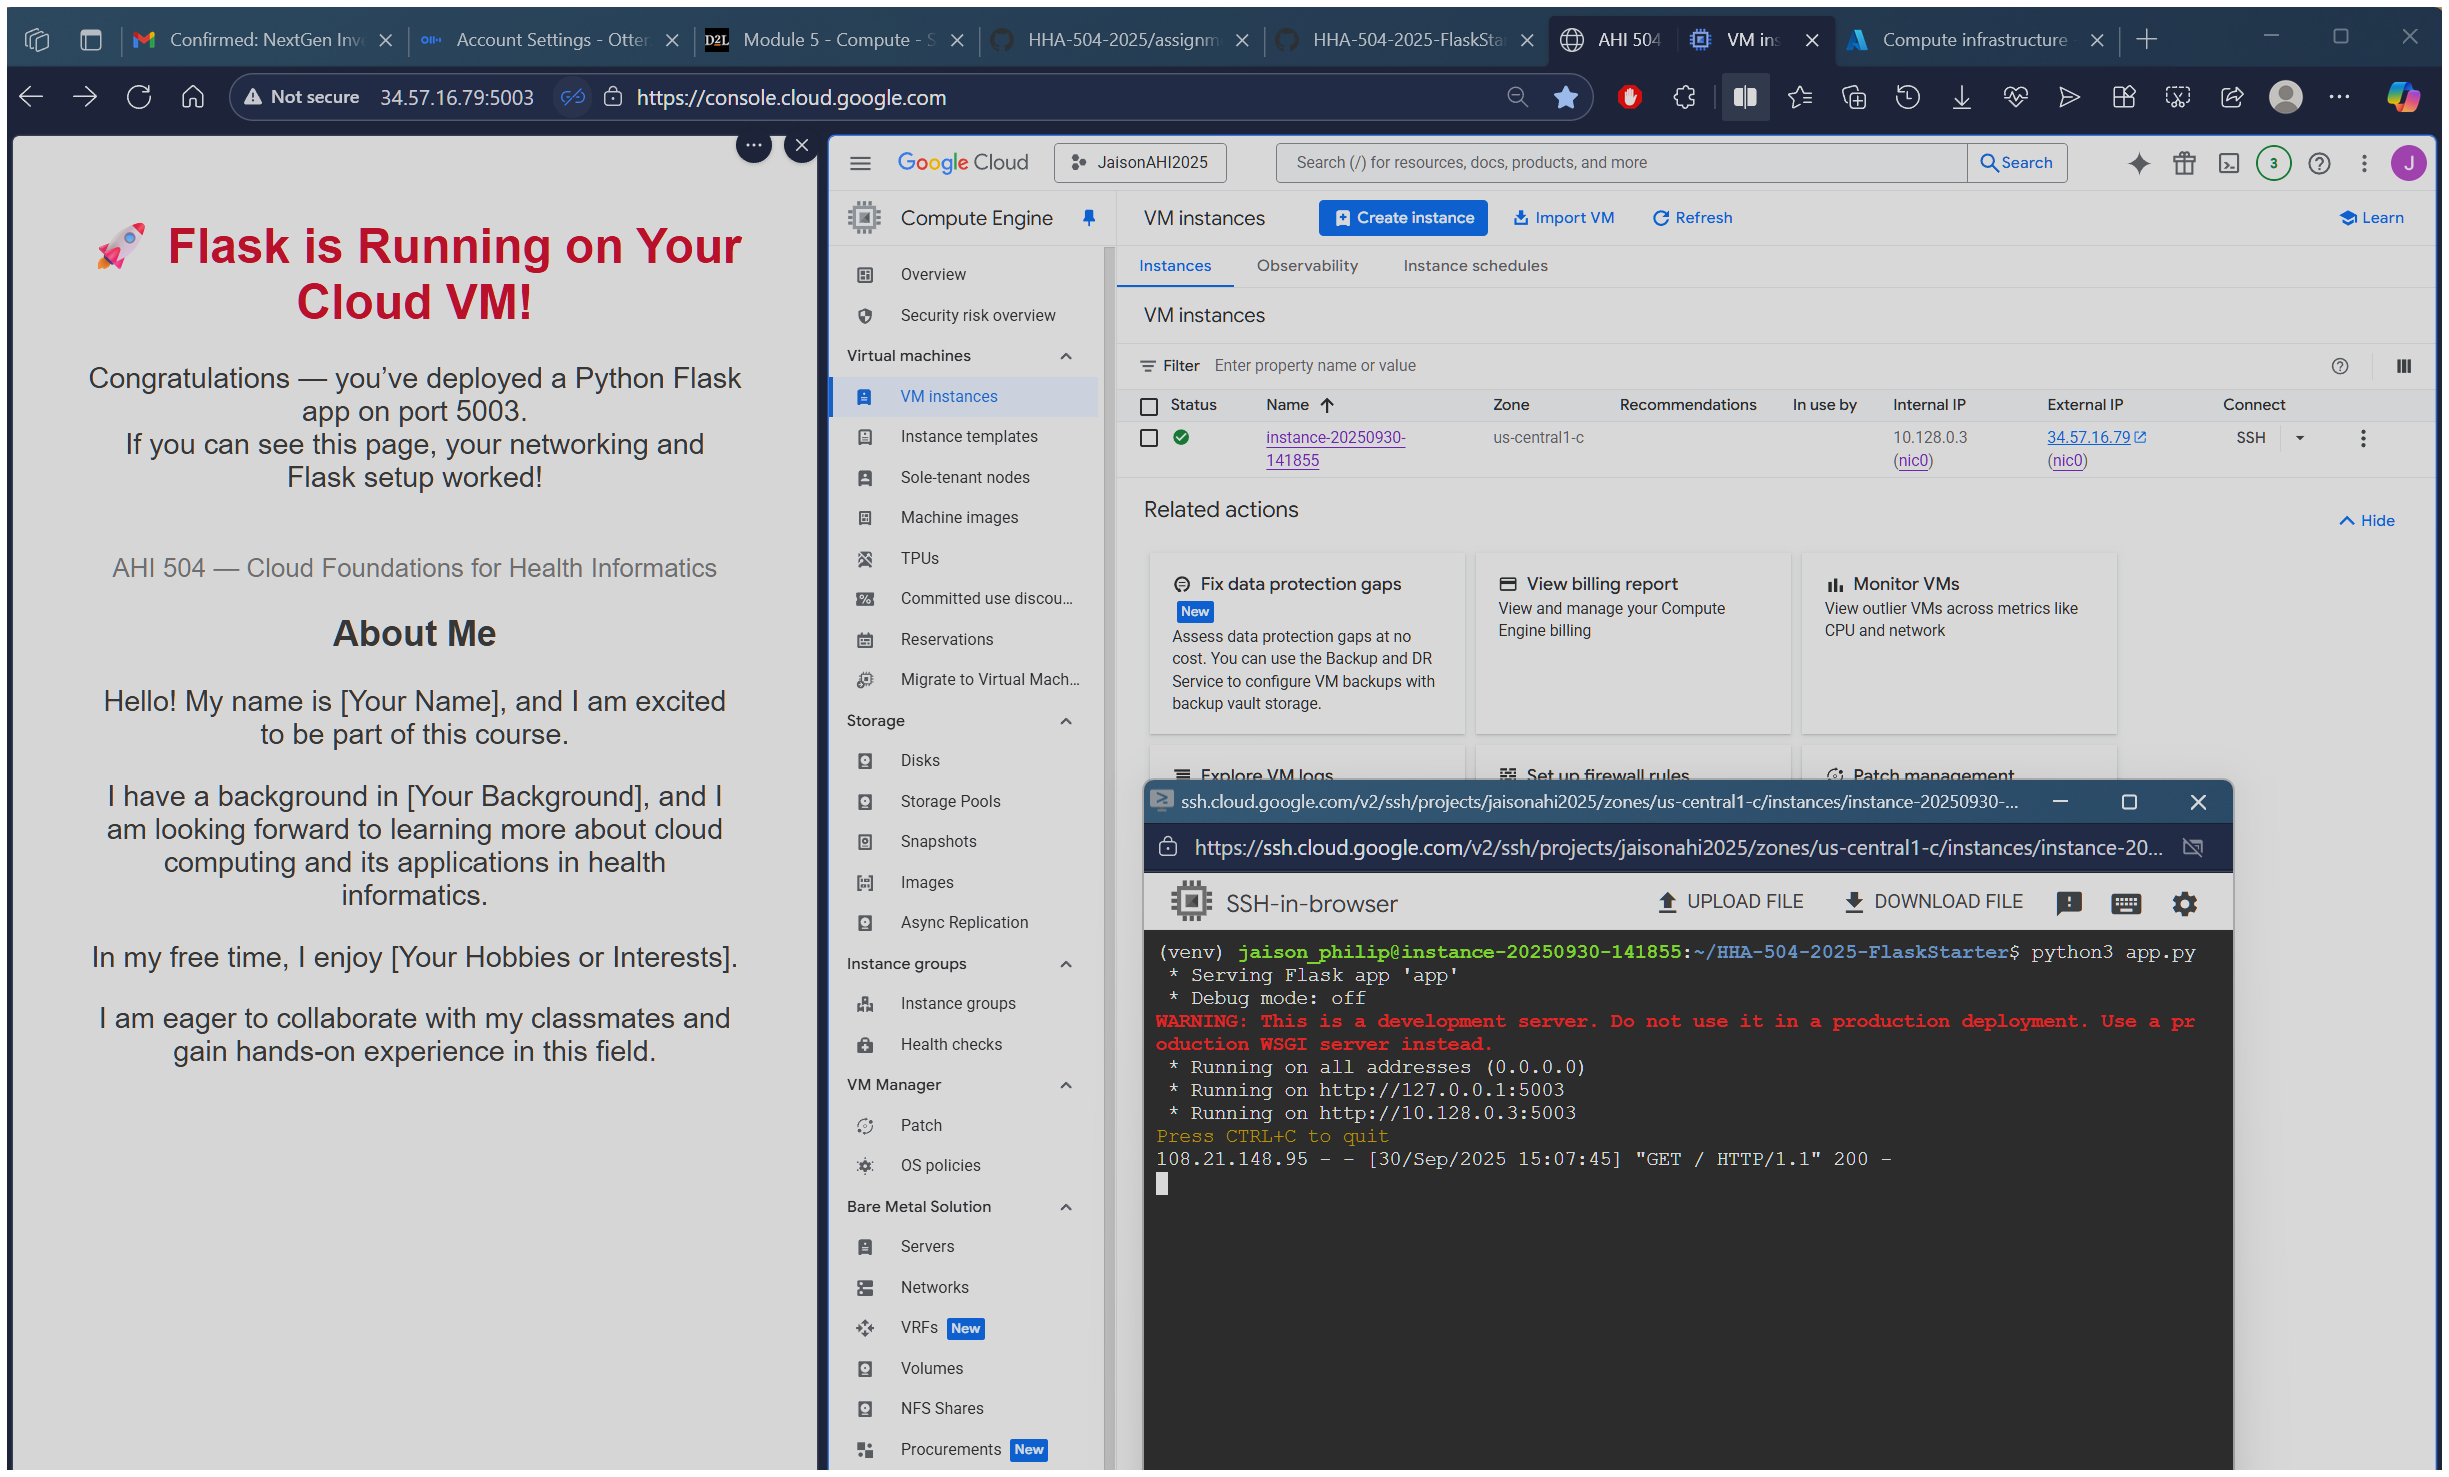 Confirmed: NextGen Inv
Account Settings - Otter
D2L
Module 5 - Compute - S
HHA-504-2025/assignm
HHA-504-2025-FlaskStar
AHI 504
VM ins
Compute infrastructure
Not secure
34.57.16.79:5003
https://console.cloud.google.com
🚀 Flask is Running on Your
Cloud VM!
Congratulations — you’ve deployed a Python Flask
app on port 5003.
If you can see this page, your networking and
Flask setup worked!
AHI 504 — Cloud Foundations for Health Informatics
About Me
Hello! My name is [Your Name], and I am excited
to be part of this course.
I have a background in [Your Background], and I
am looking forward to learning more about cloud
computing and its applications in health
informatics.
In my free time, I enjoy [Your Hobbies or Interests].
I am eager to collaborate with my classmates and
gain hands-on experience in this field.
Google Cloud
JaisonAHI2025
Search (/) for resources, docs, products, and more
Search
3
J
Compute Engine
Overview
Security risk overview
Virtual machines
VM instances
Instance templates
Sole-tenant nodes
Machine images
TPUs
Committed use discou...
Reservations
Migrate to Virtual Mach...
Storage
Disks
Storage Pools
Snapshots
Images
Async Replication
Instance groups
Instance groups
Health checks
VM Manager
Patch
OS policies
Bare Metal Solution
Servers
Networks
VRFs New
Volumes
NFS Shares
Procurements New
VM instances
Create instance
Import VM
Refresh
Learn
Instances
Observability
Instance schedules
VM instances
Filter Enter property name or value
Status Name Zone Recommendations In use by Internal IP External IP Connect
instance-20250930- us-central1-c 10.128.0.3 34.57.16.79 SSH
141855 (nic0) (nic0)
Related actions
Hide
Fix data protection gaps
New
Assess data protection gaps at no
cost. You can use the Backup and DR
Service to configure VM backups with
backup vault storage.
View billing report
View and manage your Compute
Engine billing
Monitor VMs
View outlier VMs across metrics like
CPU and network
Explore VM logs
Set up firewall rules
Patch management
ssh.cloud.google.com/v2/ssh/projects/jaisonahi2025/zones/us-central1-c/instances/instance-20250930-...
https://ssh.cloud.google.com/v2/ssh/projects/jaisonahi2025/zones/us-central1-c/instances/instance-20...
SSH-in-browser
UPLOAD FILE
DOWNLOAD FILE
(venv) jaison_philip@instance-20250930-141855:~/HHA-504-2025-FlaskStarter$ python3 app.py
* Serving Flask app 'app'
* Debug mode: off
WARNING: This is a development server. Do not use it in a production deployment. Use a pr
oduction WSGI server instead.
* Running on all addresses (0.0.0.0)
* Running on http://127.0.0.1:5003
* Running on http://10.128.0.3:5003
Press CTRL+C to quit
108.21.148.95 - - [30/Sep/2025 15:07:45] "GET / HTTP/1.1" 200 -